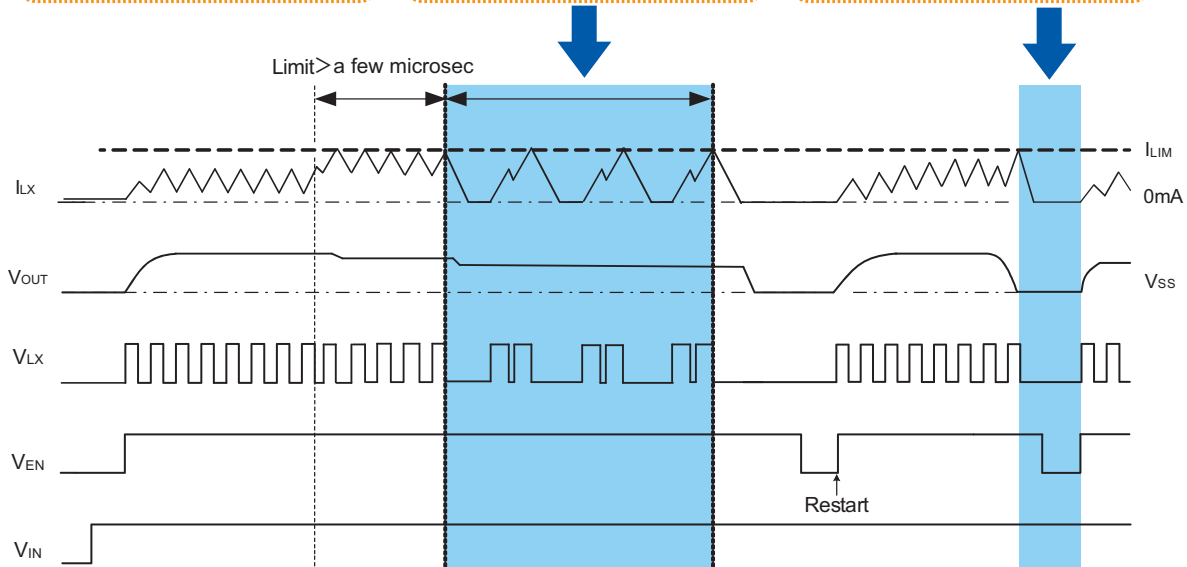 Limit>a few microsec
ILIM
ILX
0mA
VOUT
VSS
VLX
VEN
Restart
VIN